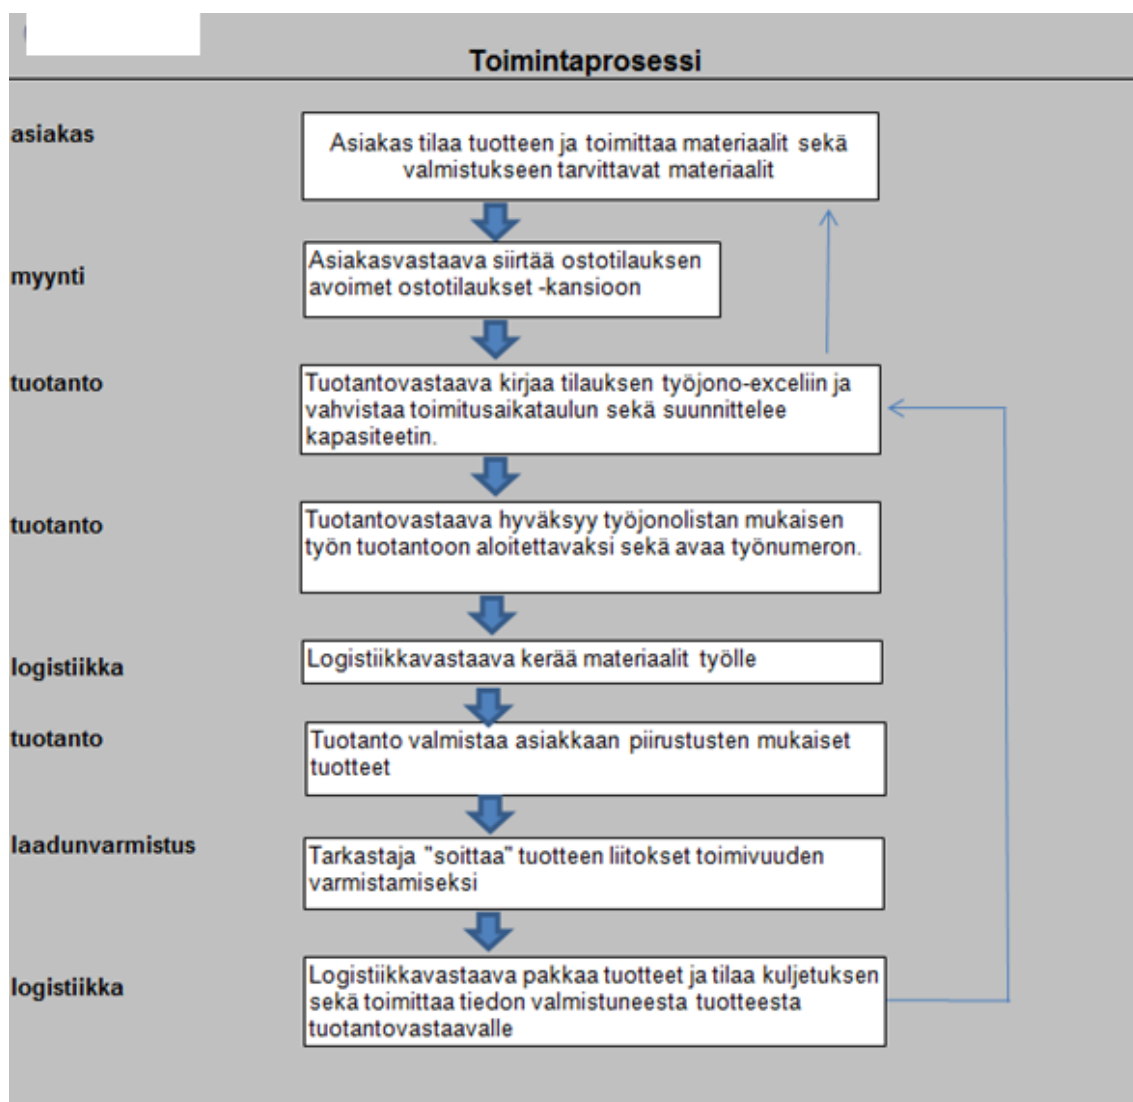 Toimintaprosessi
asiakas
Asiakas tilaa tuotteen ja toimittaa materiaalit sekä
valmistukseen tarvittavat materiaalit
myynti
Asiakasvastaava siirtää ostotilauksen
avoimet ostotilaukset -kansioon
tuotanto
Tuotantovastaava kirjaa tilauksen työjono-exceliin ja
vahvistaa toimitusaikataulun sekä suunnittelee
kapasiteetin.
tuotanto
Tuotantovastaava hyväksyy työjonolistan mukaisen
työn tuotantoon aloitettavaksi sekä avaa työnumeron.
logistiikka
Logistiikkavastaava kerää materiaalit työlle
tuotanto
Tuotanto valmistaa asiakkaan piirustusten mukaiset
tuotteet
laadunvarmistus
Tarkastaja "soittaa" tuotteen liitokset toimivuuden
varmistamiseksi
logistiikka
Logistiikkavastaava pakkaa tuotteet ja tilaa kuljetuksen
sekä toimittaa tiedon valmistuneesta tuotteesta
tuotantovastaavalle